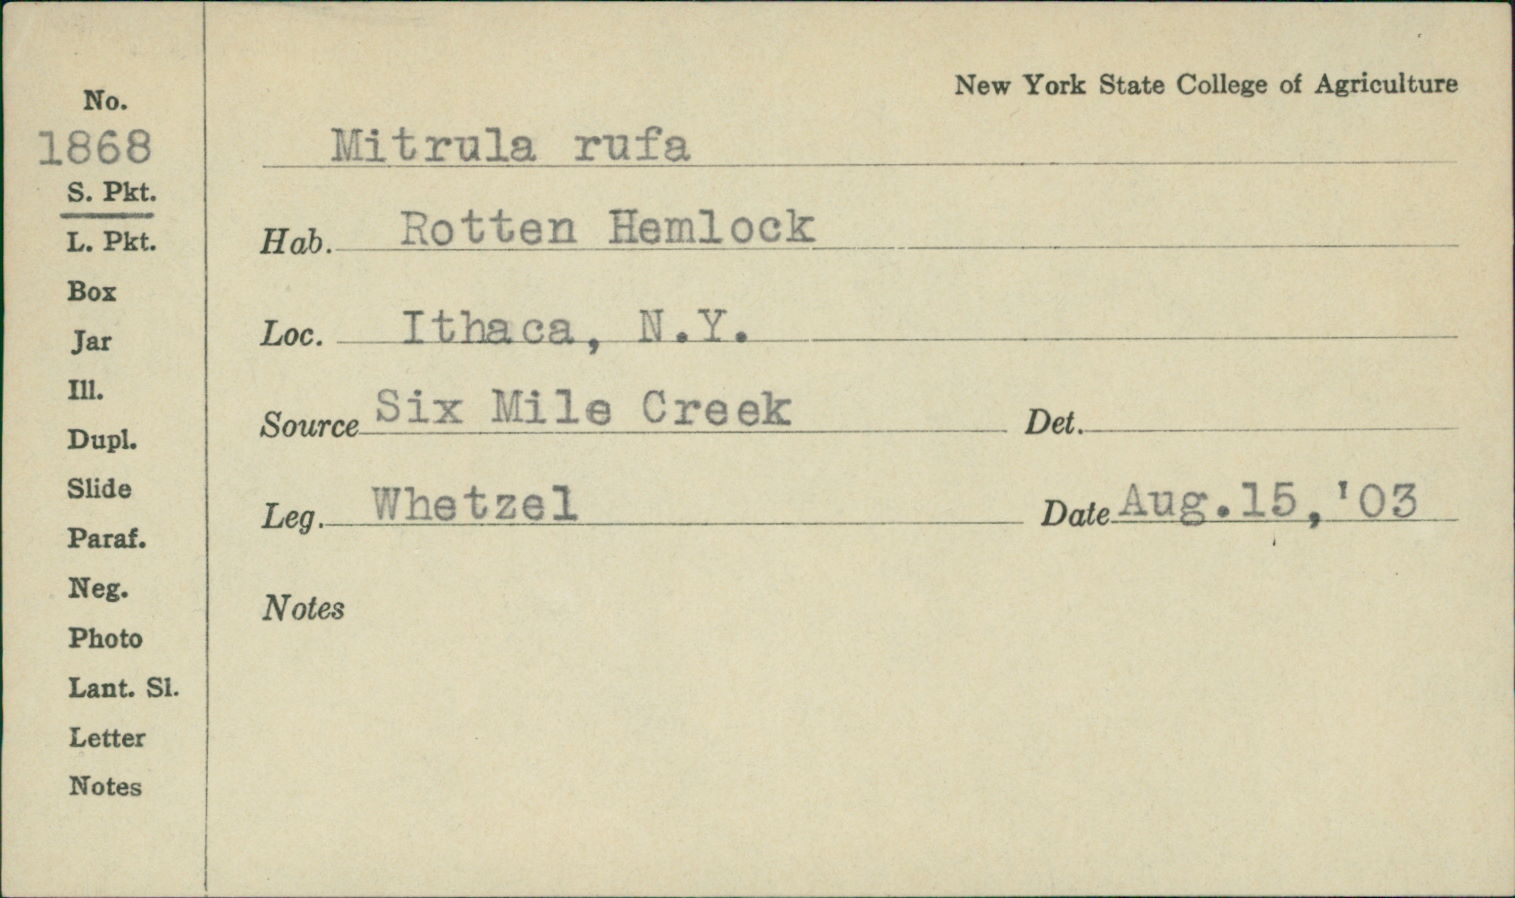 New York State College of Agriculture
No.
1868
S. Pkt.
L. Pkt.
Box
Jar
Ill.
Dupl.
Slide
Paraf.
Neg.
Photo
Lant. Sl.
Letter
Notes
Mitrula rufa
Hab. Rotten Hemlock
Loc. Ithaca, N.Y.
Source Six Mile Creek Det.
Leg. Whetzel Date Aug.15,'03
Notes